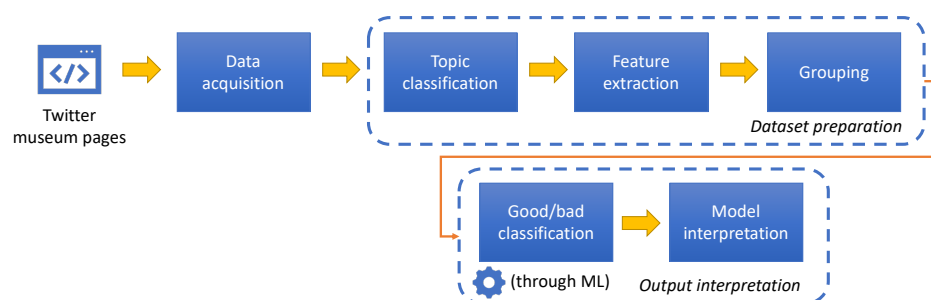 </>
Twitter
museum pages
Data
acquisition
Topic
classification
Feature
extraction
Grouping
Dataset preparation
Good/bad
classification
(through ML)
Model
interpretation
Output interpretation